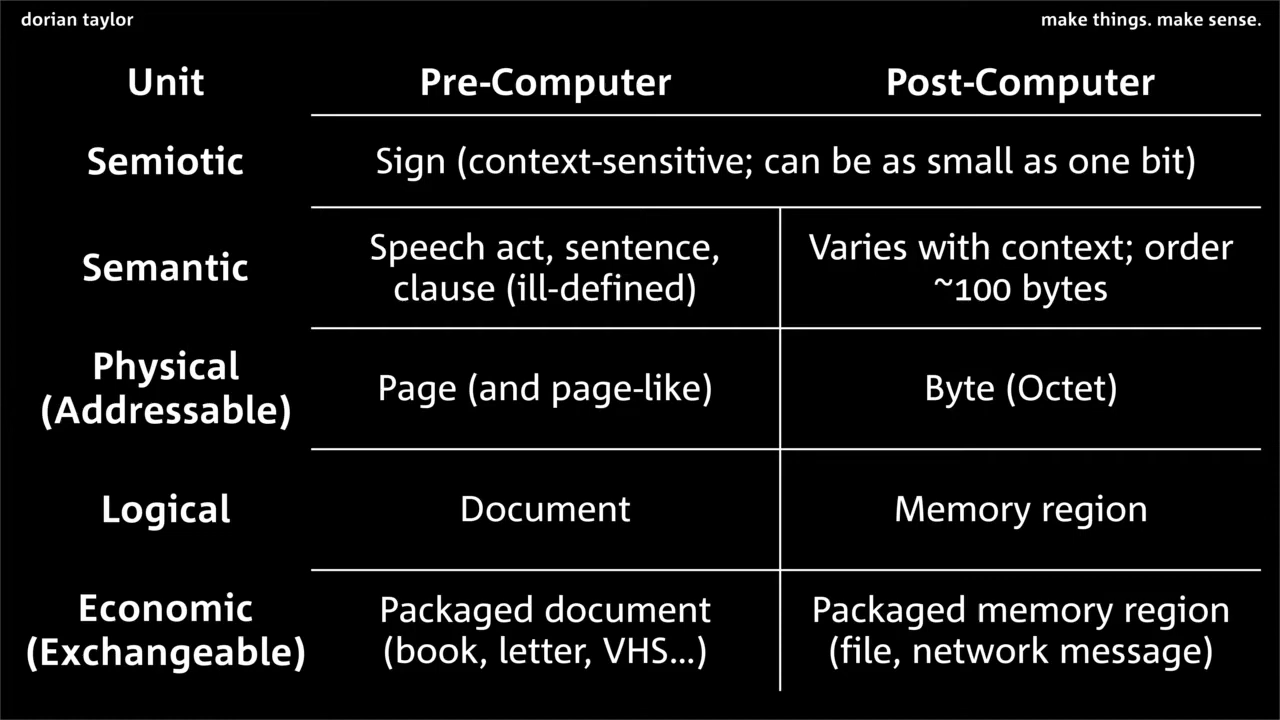 dorian taylor
make things. make sense.
Unit
Pre-Computer
Post-Computer
Semiotic
Sign (context-sensitive; can be as small as one bit)
Semantic
Speech act, sentence,
clause (ill-defined)
Varies with context; order
~100 bytes
Physical
(Addressable)
Page (and page-like)
Byte (Octet)
Logical
Document
Memory region
Economic
(Exchangeable)
Packaged document
(book, letter, VHS...)
Packaged memory region
(file, network message)